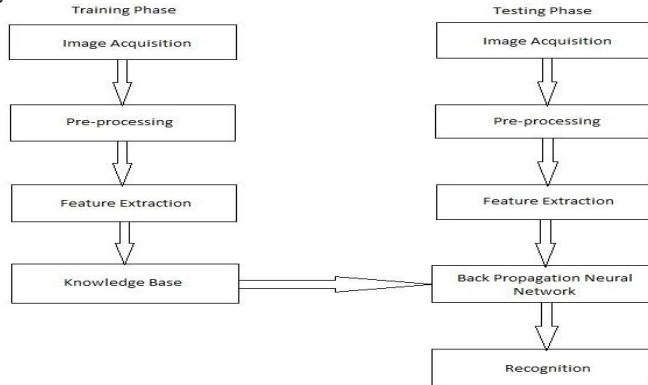 Training Phase
Image Acquisition
Pre-processing
Feature Extraction
Knowledge Base
Testing Phase
Image Acquisition
Pre-processing
Feature Extraction
Back Propagation Neural
Network
Recognition